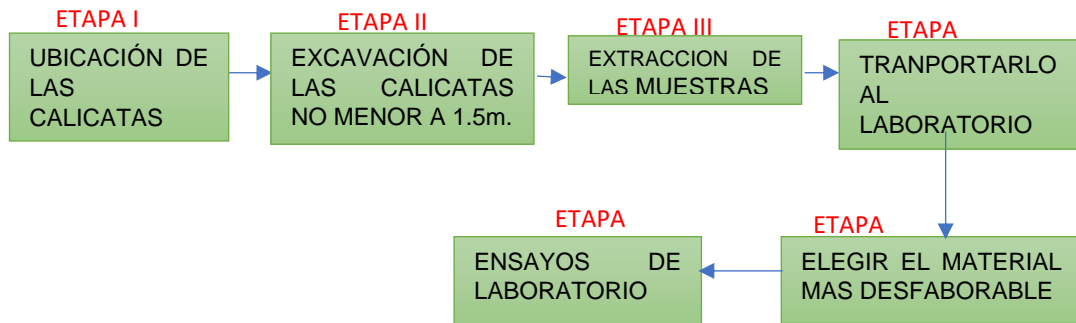 ETAPA I
UBICACIÓN DE
LAS
CALICATAS
ETAPA II
EXCAVACIÓN DE
LAS CALICATAS
NO MENOR A 1.5m.
ETAPA III
EXTRACCION DE
LAS MUESTRAS
ETAPA
TRANPORTARLO
AL
LABORATORIO
ETAPA
ELEGIR EL MATERIAL
MAS DESFABORABLE
ETAPA
ENSAYOS DE
LABORATORIO